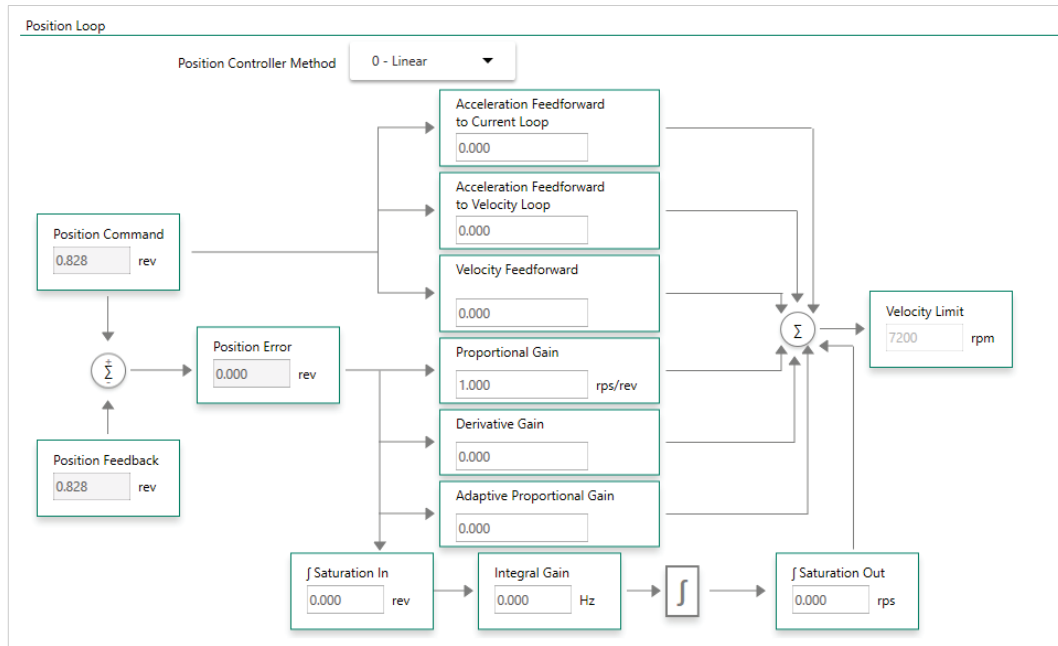 Position Loop
Position Controller Method 0 - Linear
Acceleration Feedforward
to Current Loop
0.000
Acceleration Feedforward
to Velocity Loop
0.000
Position Command
0.828 rev
Velocity Feedforward
0.000
Velocity Limit
7200 rpm
Σ
+
Σ
-
Position Error
0.000 rev
Proportional Gain
1.000 rps/rev
Derivative Gain
0.000
Position Feedback
0.828 rev
Adaptive Proportional Gain
0.000
∫ Saturation In
0.000 rev
Integral Gain
0.000 Hz
∫
∫ Saturation Out
0.000 rps